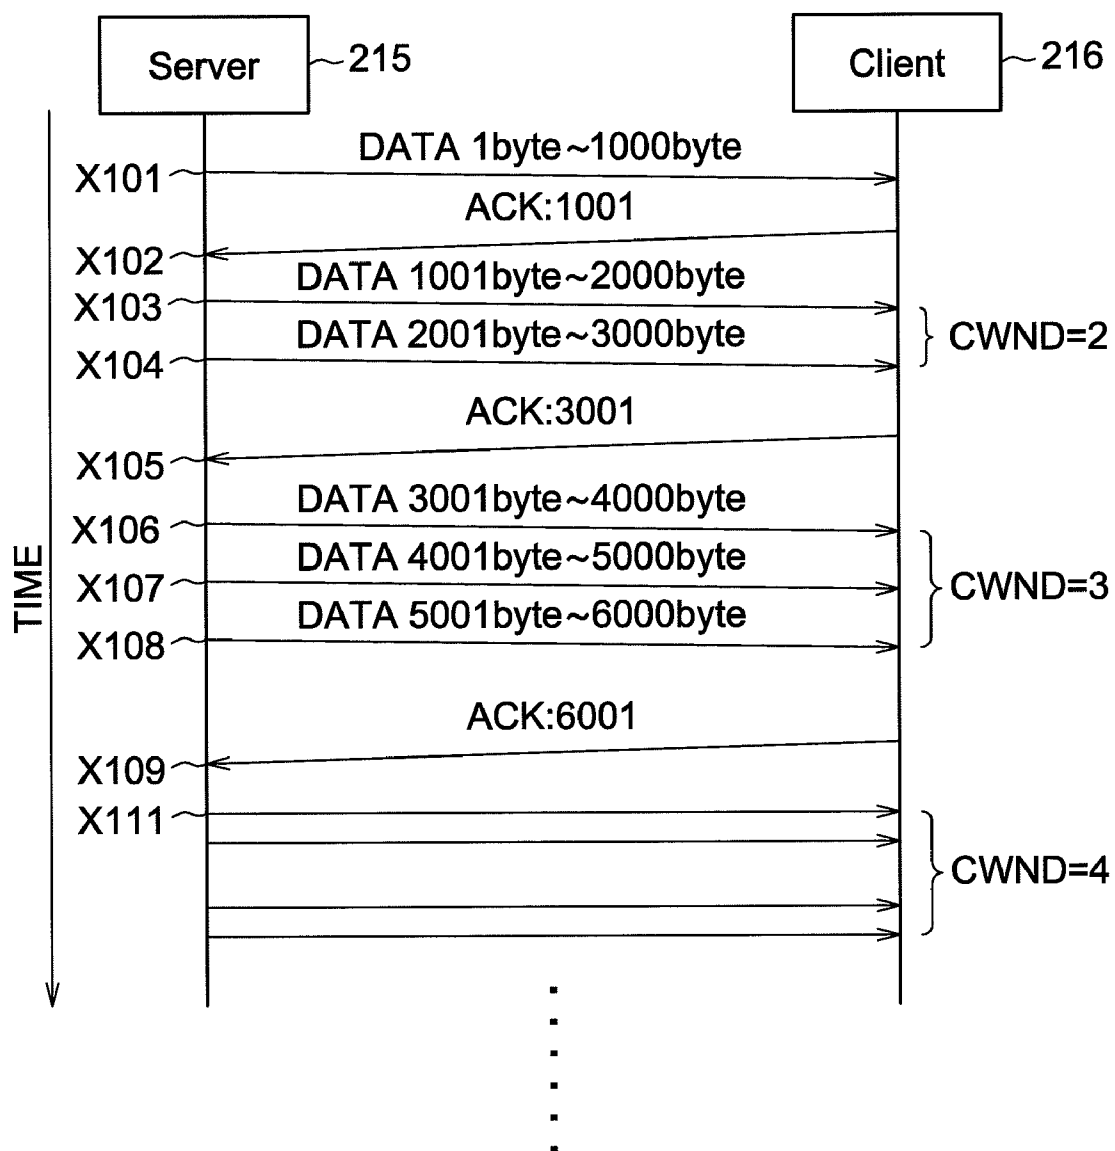 Server
215
Client
216
DATA 1byte~1000byte
X101
ACK:1001
X102
DATA 1001byte~2000byte
X103
DATA 2001byte~3000byte
CWND=2
X104
ACK:3001
X105
DATA 3001byte~4000byte
X106
DATA 4001byte~5000byte
TIME
X107
CWND=3
DATA 5001byte~6000byte
X108
ACK:6001
X109
X111
CWND=4